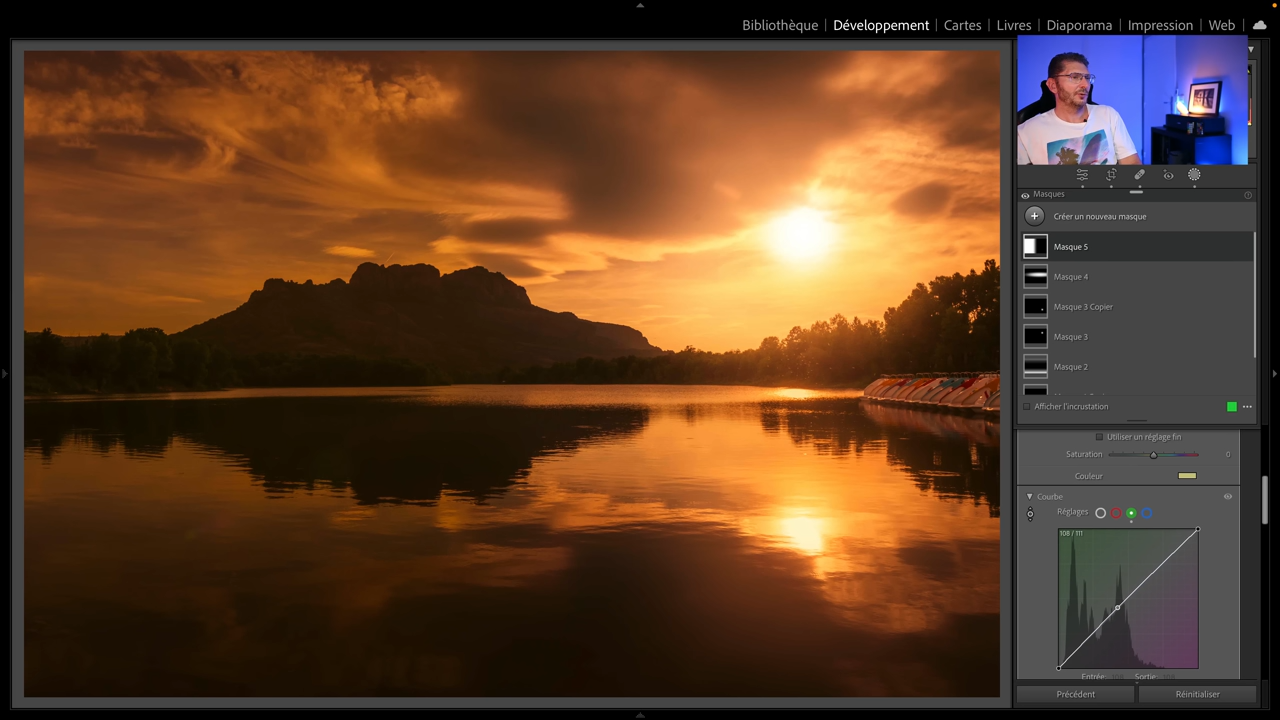 Bibliothèque | Développement | Cartes | Livres | Diaporama | Impression | Web
Masques
Créer un nouveau masque
Masque 5
Masque 4
Masque 3 Copier
Masque 3
Masque 2
Afficher l'incrustation
Utiliser un réglage fin
Saturation 0
Couleur
Courbe
Réglages
108 / 111
Entrée: Sortie:
Précédent Réinitialiser